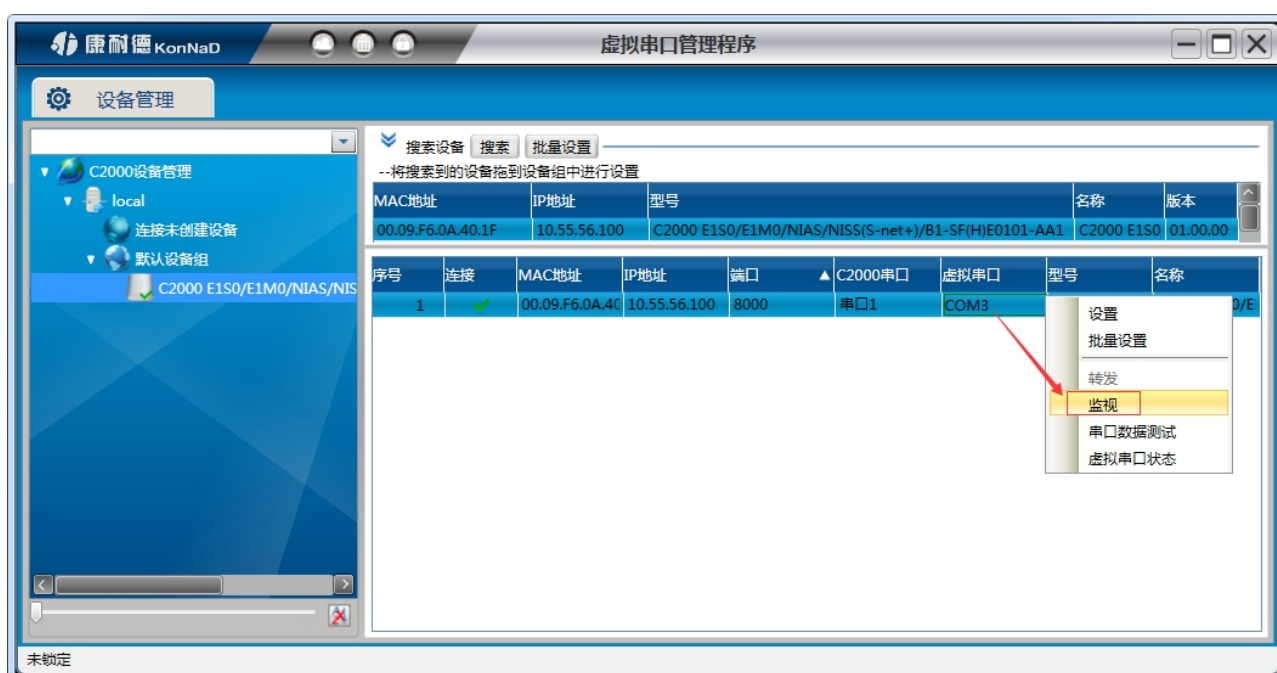 康耐德 KonNaD 虚拟串口管理程序
设备管理
搜索设备 搜索 批量设置
--将搜索到的设备拖到设备组中进行设置
MAC地址 IP地址 型号 名称 版本
00.09.F6.0A.40.1F 10.55.56.100 C2000 E1S0/E1M0/NIAS/NISS(S-net+)/B1-SF(H)E0101-AA1 C2000 E1S0 01.00.00
C2000设备管理
local
连接未创建设备
默认设备组
C2000 E1S0/E1M0/NIAS/NIS
序号 连接 MAC地址 IP地址 端口 ▲ C2000串口 虚拟串口 型号 名称
1 00.09.F6.0A.4C 10.55.56.100 8000 串口1 COM3 0/E
设置
批量设置
转发
监视
串口数据测试
虚拟串口状态
未锁定